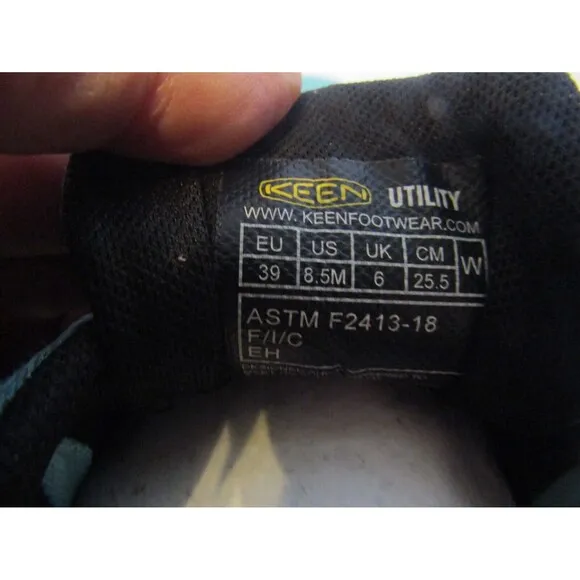 KEEN UTILITY
WWW.KEENFOOTWEAR.COM
EU US UK CM W
39 8.5M 6 25.5
ASTM F2413-18
F/I/C
EH